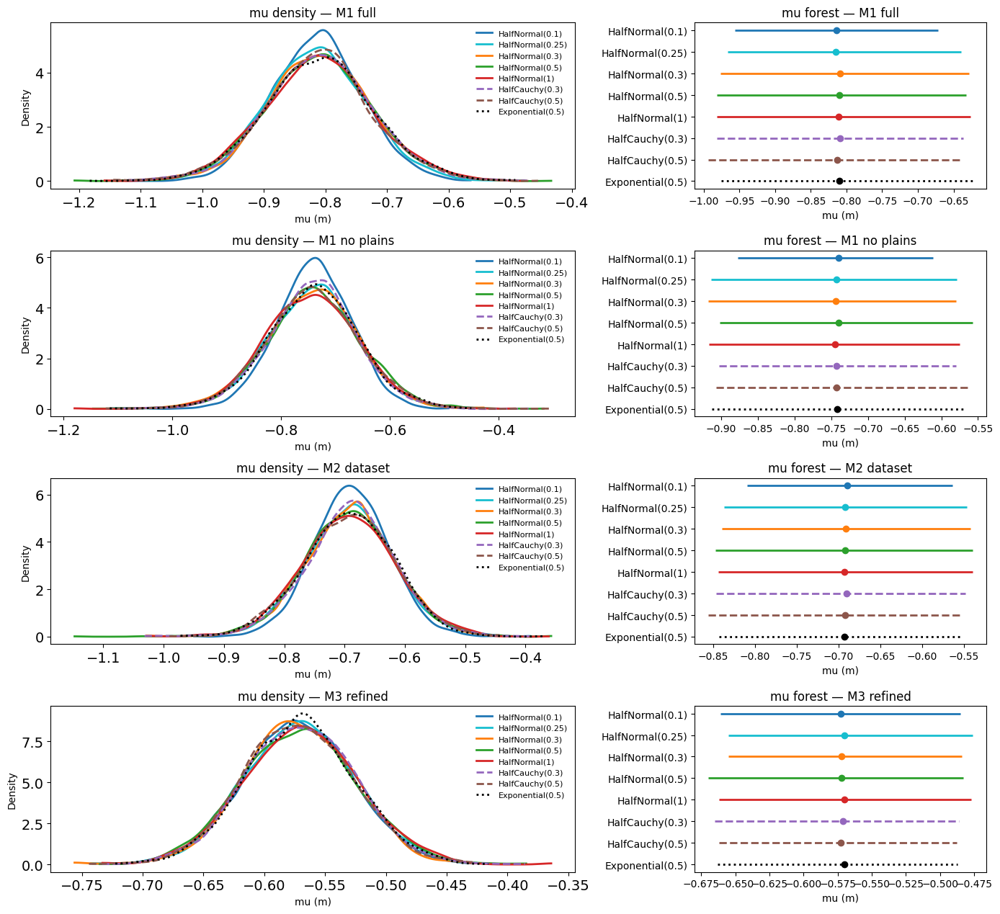 mu density — M1 full
Density
4
2
0
HalfNormal(0.1)
HalfNormal(0.25)
HalfNormal(0.3)
HalfNormal(0.5)
HalfNormal(1)
HalfCauchy(0.3)
HalfCauchy(0.5)
Exponential(0.5)
−1.2 −1.1 −1.0 −0.9 −0.8 −0.7 −0.6 −0.5 −0.4
mu (m)
mu forest — M1 full
HalfNormal(0.1)
HalfNormal(0.25)
HalfNormal(0.3)
HalfNormal(0.5)
HalfNormal(1)
HalfCauchy(0.3)
HalfCauchy(0.5)
Exponential(0.5)
−1.00 −0.95 −0.90 −0.85 −0.80 −0.75 −0.70 −0.65
mu (m)
mu density — M1 no plains
Density
6
4
2
0
HalfNormal(0.1)
HalfNormal(0.25)
HalfNormal(0.3)
HalfNormal(0.5)
HalfNormal(1)
HalfCauchy(0.3)
HalfCauchy(0.5)
Exponential(0.5)
−1.2 −1.0 −0.8 −0.6 −0.4
mu (m)
mu forest — M1 no plains
HalfNormal(0.1)
HalfNormal(0.25)
HalfNormal(0.3)
HalfNormal(0.5)
HalfNormal(1)
HalfCauchy(0.3)
HalfCauchy(0.5)
Exponential(0.5)
−0.90 −0.85 −0.80 −0.75 −0.70 −0.65 −0.60 −0.55
mu (m)
mu density — M2 dataset
Density
6
4
2
0
HalfNormal(0.1)
HalfNormal(0.25)
HalfNormal(0.3)
HalfNormal(0.5)
HalfNormal(1)
HalfCauchy(0.3)
HalfCauchy(0.5)
Exponential(0.5)
−1.1 −1.0 −0.9 −0.8 −0.7 −0.6 −0.5 −0.4
mu (m)
mu forest — M2 dataset
HalfNormal(0.1)
HalfNormal(0.25)
HalfNormal(0.3)
HalfNormal(0.5)
HalfNormal(1)
HalfCauchy(0.3)
HalfCauchy(0.5)
Exponential(0.5)
−0.85 −0.80 −0.75 −0.70 −0.65 −0.60 −0.55
mu (m)
mu density — M3 refined
Density
7.5
5.0
2.5
0.0
HalfNormal(0.1)
HalfNormal(0.25)
HalfNormal(0.3)
HalfNormal(0.5)
HalfNormal(1)
HalfCauchy(0.3)
HalfCauchy(0.5)
Exponential(0.5)
−0.75 −0.70 −0.65 −0.60 −0.55 −0.50 −0.45 −0.40 −0.35
mu (m)
mu forest — M3 refined
HalfNormal(0.1)
HalfNormal(0.25)
HalfNormal(0.3)
HalfNormal(0.5)
HalfNormal(1)
HalfCauchy(0.3)
HalfCauchy(0.5)
Exponential(0.5)
−0.675 −0.650 −0.625 −0.600 −0.575 −0.550 −0.525 −0.500 −0.475
mu (m)